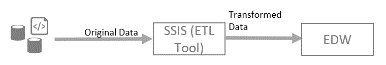 Original Data
SSIS (ETL
Tool)
Transformed
Data
EDW